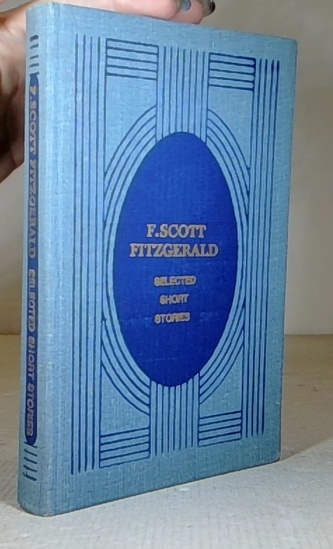 F. SCOTT FITZGERALD SELECTED SHORT STORIES
F. SCOTT
FITZGERALD
SELECTED
SHORT
STORIES